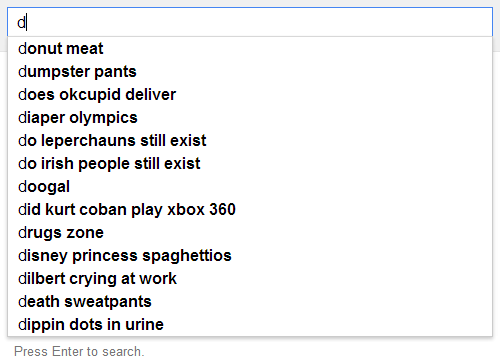 d
donut meat
dumpster pants
does okcupid deliver
diaper olympics
do leperchauns still exist
do irish people still exist
doogal
did kurt coban play xbox 360
drugs zone
disney princess spaghettios
dilbert crying at work
death sweatpants
dippin dots in urine
Press Enter to search.